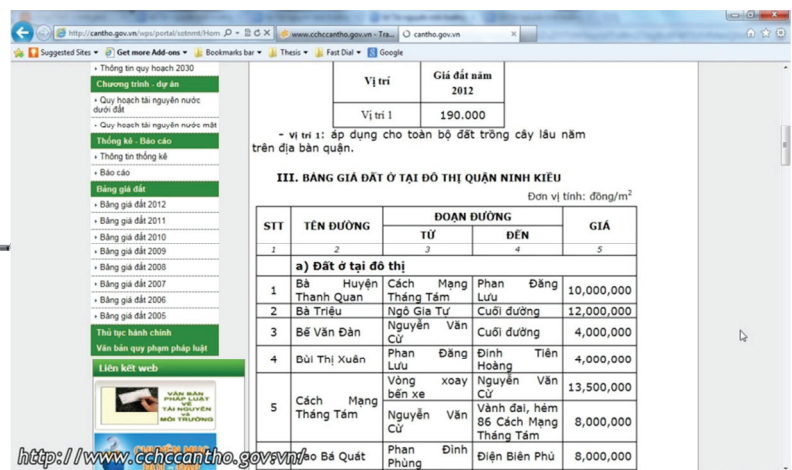 http://cantho.gov.vn/wps/portal/sotnmt/Hom
www.cchccantho.gov.vn - Tra...
cantho.gov.vn
Suggested Sites
Get more Add-ons
Bookmarks bar
Thesis
Fast Dial
Google
Thông tin quy hoạch 2030
Chương trình - dự án
Quy hoạch tài nguyên nước
dưới đất
Quy hoạch tài nguyên nước mặt
Thống kê - Báo cáo
Thông tin thống kê
Báo cáo
Bảng giá đất
Bảng giá đất 2012
Bảng giá đất 2011
Bảng giá đất 2010
Bảng giá đất 2009
Bảng giá đất 2008
Bảng giá đất 2007
Bảng giá đất 2006
Bảng giá đất 2005
Thủ tục hành chính
Văn bản quy phạm pháp luật
Liên kết web
VĂN BẢN
PHÁP LUẬT
VỀ
TÀI NGUYÊN
VÀ
MÔI TRƯỜNG
Vị trí
Giá đất năm
2012
Vị trí 1
190.000
- Vị trí 1: áp dụng cho toàn bộ đất trồng cây lâu năm
trên địa bàn quận.
III. BẢNG GIÁ ĐẤT Ở TẠI ĐÔ THỊ QUẬN NINH KIỀU
Đơn vị tính: đồng/m²
STT
TÊN ĐƯỜNG
ĐOẠN ĐƯỜNG
GIÁ
TỪ
ĐẾN
1 2 3 4 5
a) Đất ở tại đô thị
1
Bà Huyện
Thanh Quan
Cách Mạng
Tháng Tám
Phan Đăng
Lưu
10,000,000
2 Bà Triệu Ngô Gia Tự Cuối đường 12,000,000
3 Bế Văn Đàn
Nguyễn Văn
Cừ
Cuối đường 4,000,000
4 Bùi Thị Xuân
Phan Đăng
Lưu
Đinh Tiên
Hoàng
4,000,000
5
Cách Mạng
Tháng Tám
Vòng xoay
bến xe
Nguyễn Văn
Cừ
13,500,000
Nguyễn Văn
Cừ
Vành đai, hẻm
86 Cách Mạng
Tháng Tám
8,000,000
Bá Quát
Phan Đình
Phùng
Điện Biên Phủ 8,000,000
http://www.cchccantho.gov.vn/